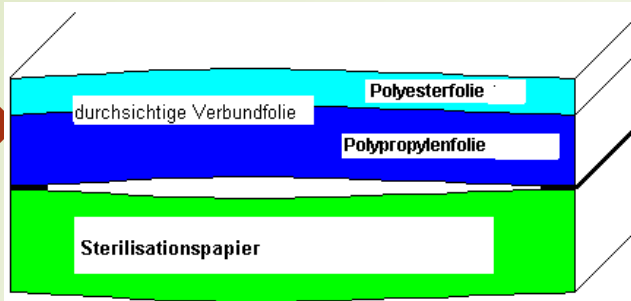 Polyesterfolie
durchsichtige Verbundfolie
Polypropylenfolie
Sterilisationspapier